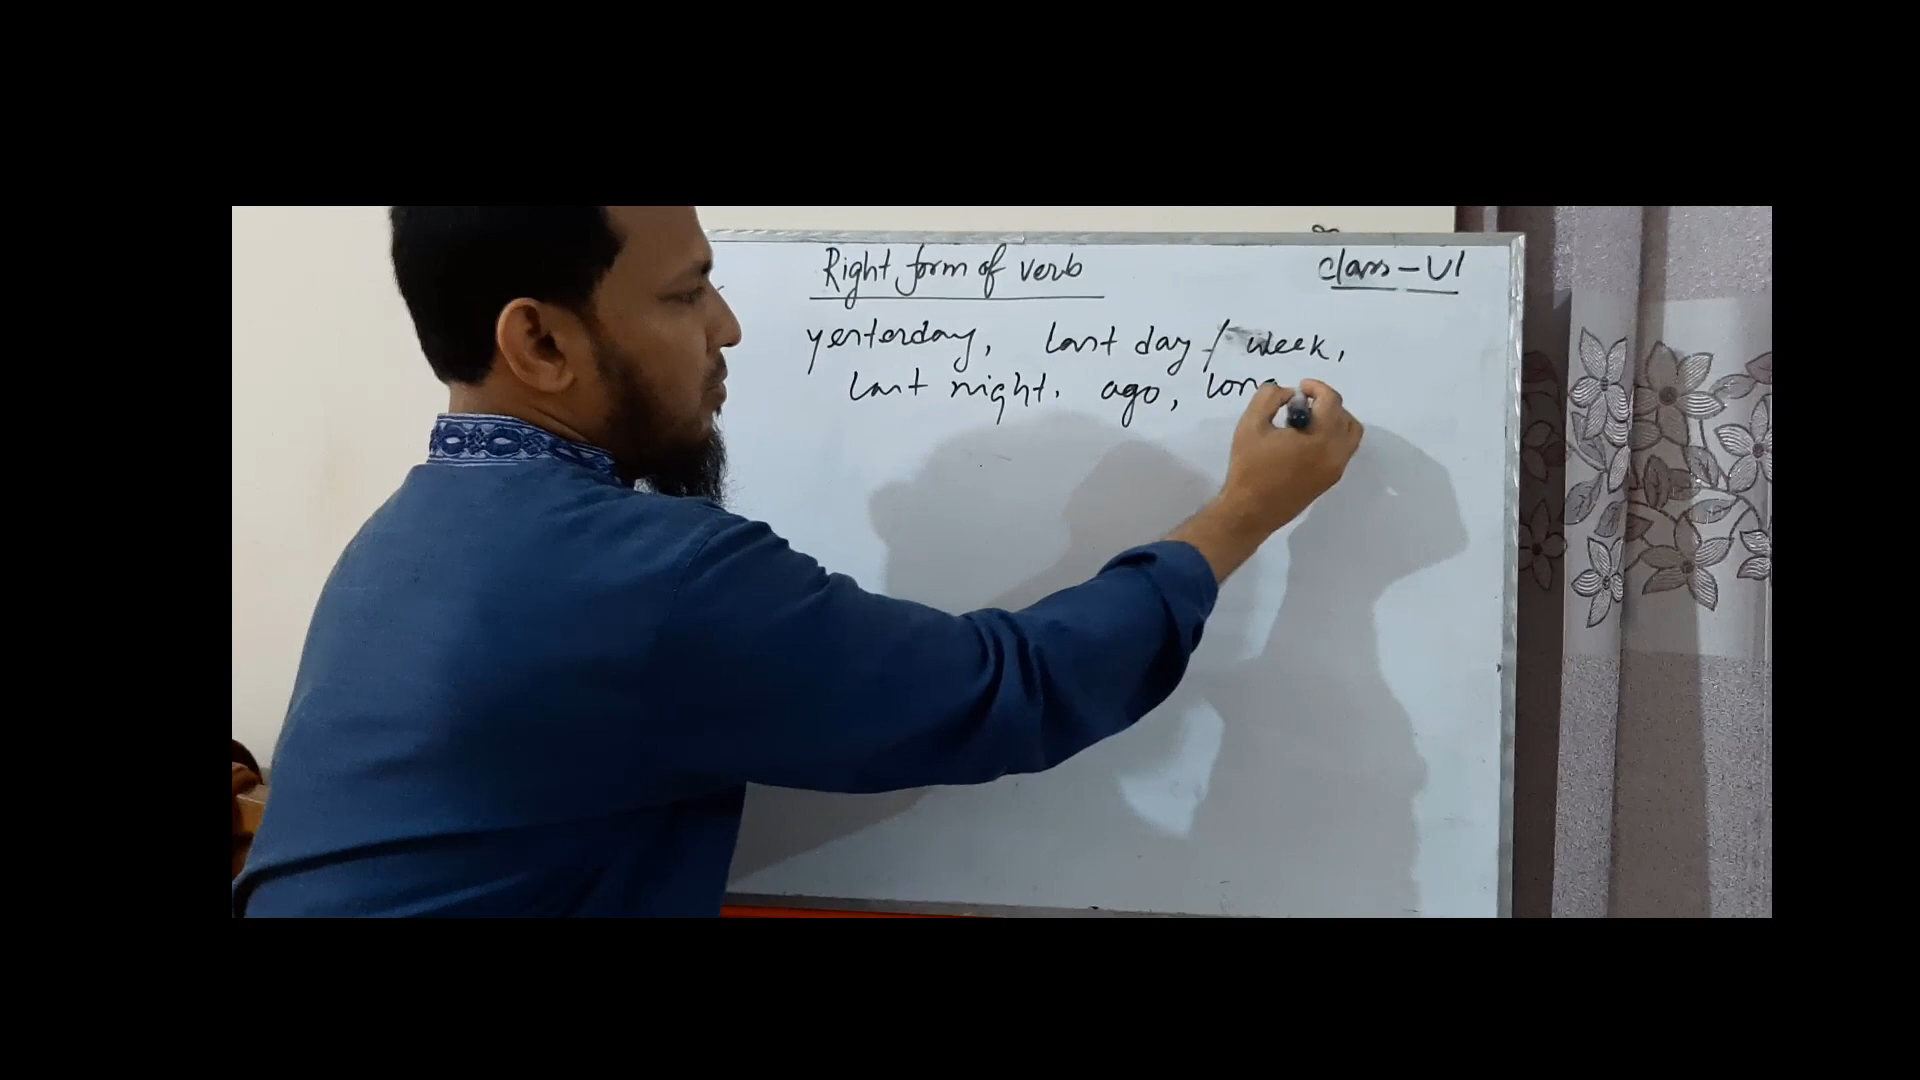 Right form of verb
class - VI
yesterday, last day / week,
last night. ago, long